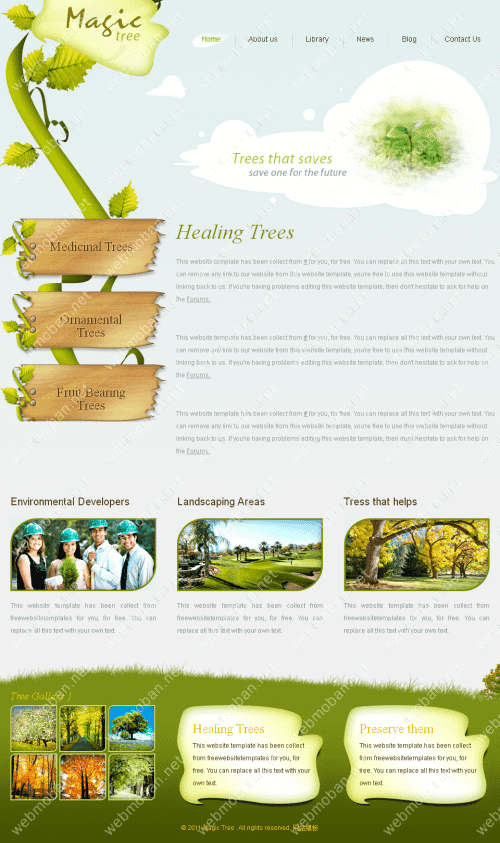 Magic
tree
Home
About us
Library
News
Blog
Contact Us
Trees that saves
save one for the future
Medicinal Trees
Ornamental
Trees
Fruit Bearing
Trees
Healing Trees
This website template has been collect from # for you, for free. You can replace all this text with your own text. You
can remove any link to our website from this website template, you're free to use this website template without
linking back to us. If you're having problems editing this website template, then don't hesitate to ask for help on
the Forums.
This website template has been collect from # for you, for free. You can replace all this text with your own text. You
can remove any link to our website from this website template, you're free to use this website template without
linking back to us. If you're having problems editing this website template, then don't hesitate to ask for help on
the Forums.
This website template has been collect from # for you, for free. You can replace all this text with your own text. You
can remove any link to our website from this website template, you're free to use this website template without
linking back to us. If you're having problems editing this website template, then don't hesitate to ask for help on
the Forums.
Environmental Developers
This website template has been collect from
freewebsitetemplates for you, for free. You can
replace all this text with your own text.
Landscaping Areas
This website template has been collect from
freewebsitetemplates for you, for free. You can
replace all this text with your own text.
Tress that helps
This website template has been collect from
freewebsitetemplates for you, for free. You can
replace all this text with your own text.
Tree Gallery
Healing Trees
This website template has been collect
from freewebsitetemplates for you, for
free. You can replace all this text with
your own text.
Preserve them
This website template has been collect
from freewebsitetemplates for you, for
free. You can replace all this text with
your own text.
© 2011 Magic Tree. All rights reserved. 网站模板
webmoban.net